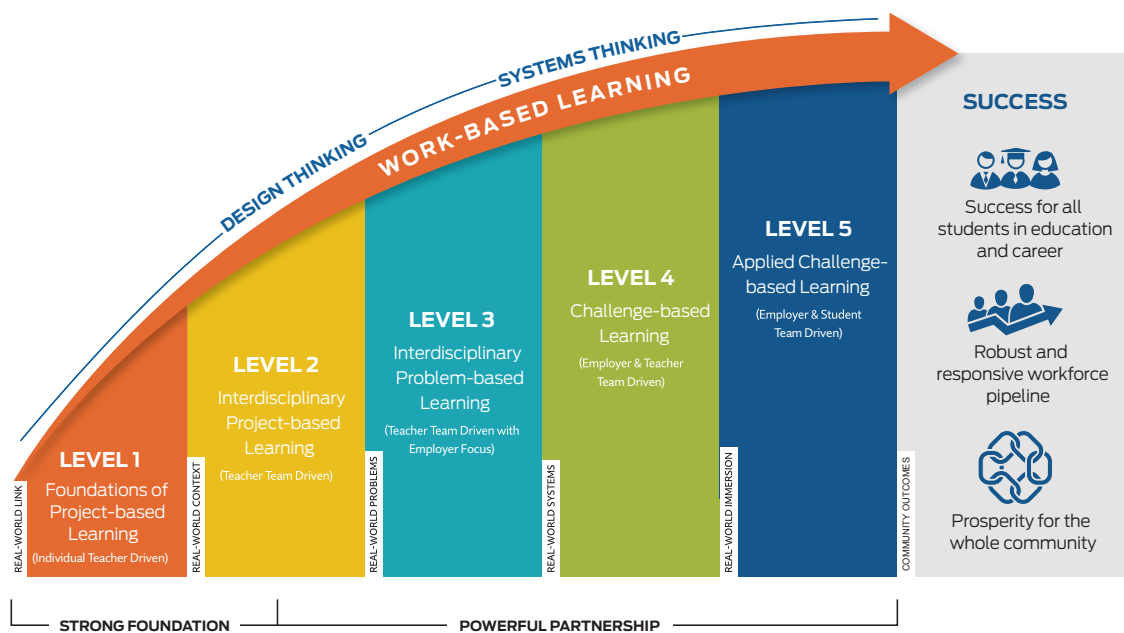 DESIGN THINKING
SYSTEMS THINKING
WORK-BASED LEARNING
REAL-WORLD LINK
LEVEL 1
Foundations of
Project-based
Learning
(Individual Teacher Driven)
REAL-WORLD CONTEXT
LEVEL 2
Interdisciplinary
Project-based
Learning
(Teacher Team Driven)
REAL-WORLD PROBLEMS
LEVEL 3
Interdisciplinary
Problem-based
Learning
(Teacher Team Driven with
Employer Focus)
REAL-WORLD SYSTEMS
LEVEL 4
Challenge-based
Learning
(Employer & Teacher
Team Driven)
REAL-WORLD IMMERSION
LEVEL 5
Applied Challenge-
based Learning
(Employer & Student
Team Driven)
COMMUNITY OUTCOMES
SUCCESS
Success for all
students in education
and career
Robust and
responsive workforce
pipeline
Prosperity for the
whole community
STRONG FOUNDATION
POWERFUL PARTNERSHIP